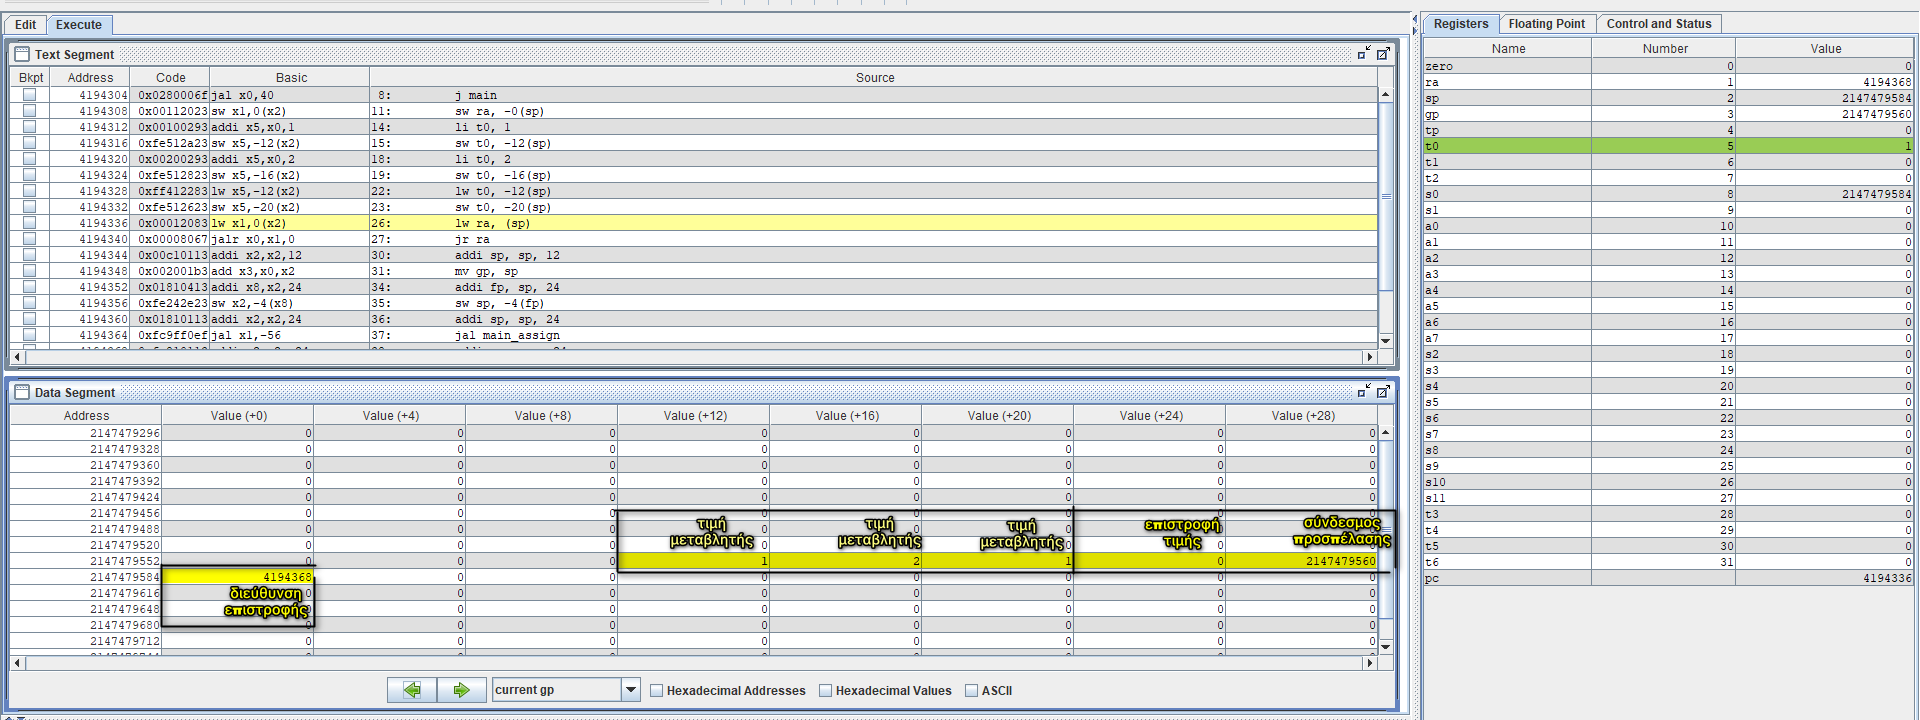 Edit Execute
Text Segment
Bkpt Address Code Basic Source
4194304 0x0280006f jal x0,40 8: j main
4194308 0x00112023 sw x1,0(x2) 11: sw ra, -0(sp)
4194312 0x00100293 addi x5,x0,1 14: li t0, 1
4194316 0xfe512a23 sw x5,-12(x2) 15: sw t0, -12(sp)
4194320 0x00200293 addi x5,x0,2 18: li t0, 2
4194324 0xfe512823 sw x5,-16(x2) 19: sw t0, -16(sp)
4194328 0xff412283 lw x5,-12(x2) 22: lw t0, -12(sp)
4194332 0xfe512623 sw x5,-20(x2) 23: sw t0, -20(sp)
4194336 0x00012083 lw x1,0(x2) 26: lw ra, (sp)
4194340 0x00008067 jalr x0,x1,0 27: jr ra
4194344 0x00c10113 addi x2,x2,12 30: addi sp, sp, 12
4194348 0x002001b3 add x3,x0,x2 31: mv gp, sp
4194352 0x01810413 addi x8,x2,24 34: addi fp, sp, 24
4194356 0xfe242e23 sw x2,-4(x8) 35: sw sp, -4(fp)
4194360 0x01810113 addi x2,x2,24 36: addi sp, sp, 24
4194364 0xfc9ff0ef jal x1,-56 37: jal main_assign
Data Segment
Address Value (+0) Value (+4) Value (+8) Value (+12) Value (+16) Value (+20) Value (+24) Value (+28)
2147479296 0 0 0 0 0 0 0 0
2147479328 0 0 0 0 0 0 0 0
2147479360 0 0 0 0 0 0 0 0
2147479392 0 0 0 0 0 0 0 0
2147479424 0 0 0 0 0 0 0 0
2147479456 0 0 0 0 0 0 0 0
2147479488 0 0 0 0 0 0 0 0
2147479520 0 0 0 0 0 0 0 0
2147479552 0 0 0 1 2 1 0 2147479560
2147479584 4194368 0 0 0 0 0 0 0
2147479616 0 0 0 0 0 0 0 0
2147479648 0 0 0 0 0 0 0 0
2147479680 0 0 0 0 0 0 0 0
2147479712 0 0 0 0 0 0 0 0
τιμή
μεταβλητής
τιμή
μεταβλητής
τιμή
μεταβλητής
επιστροφή
τιμής
σύνδεσμος
προσπέλασης
διεύθυνση
επιστροφής
current gp Hexadecimal Addresses Hexadecimal Values ASCII
Registers Floating Point Control and Status
Name Number Value
zero 0 0
ra 1 4194368
sp 2 2147479584
gp 3 2147479560
tp 4 0
t0 5 1
t1 6 0
t2 7 0
s0 8 2147479584
s1 9 0
a0 10 0
a1 11 0
a2 12 0
a3 13 0
a4 14 0
a5 15 0
a6 16 0
a7 17 0
s2 18 0
s3 19 0
s4 20 0
s5 21 0
s6 22 0
s7 23 0
s8 24 0
s9 25 0
s10 26 0
s11 27 0
t3 28 0
t4 29 0
t5 30 0
t6 31 0
pc 4194336